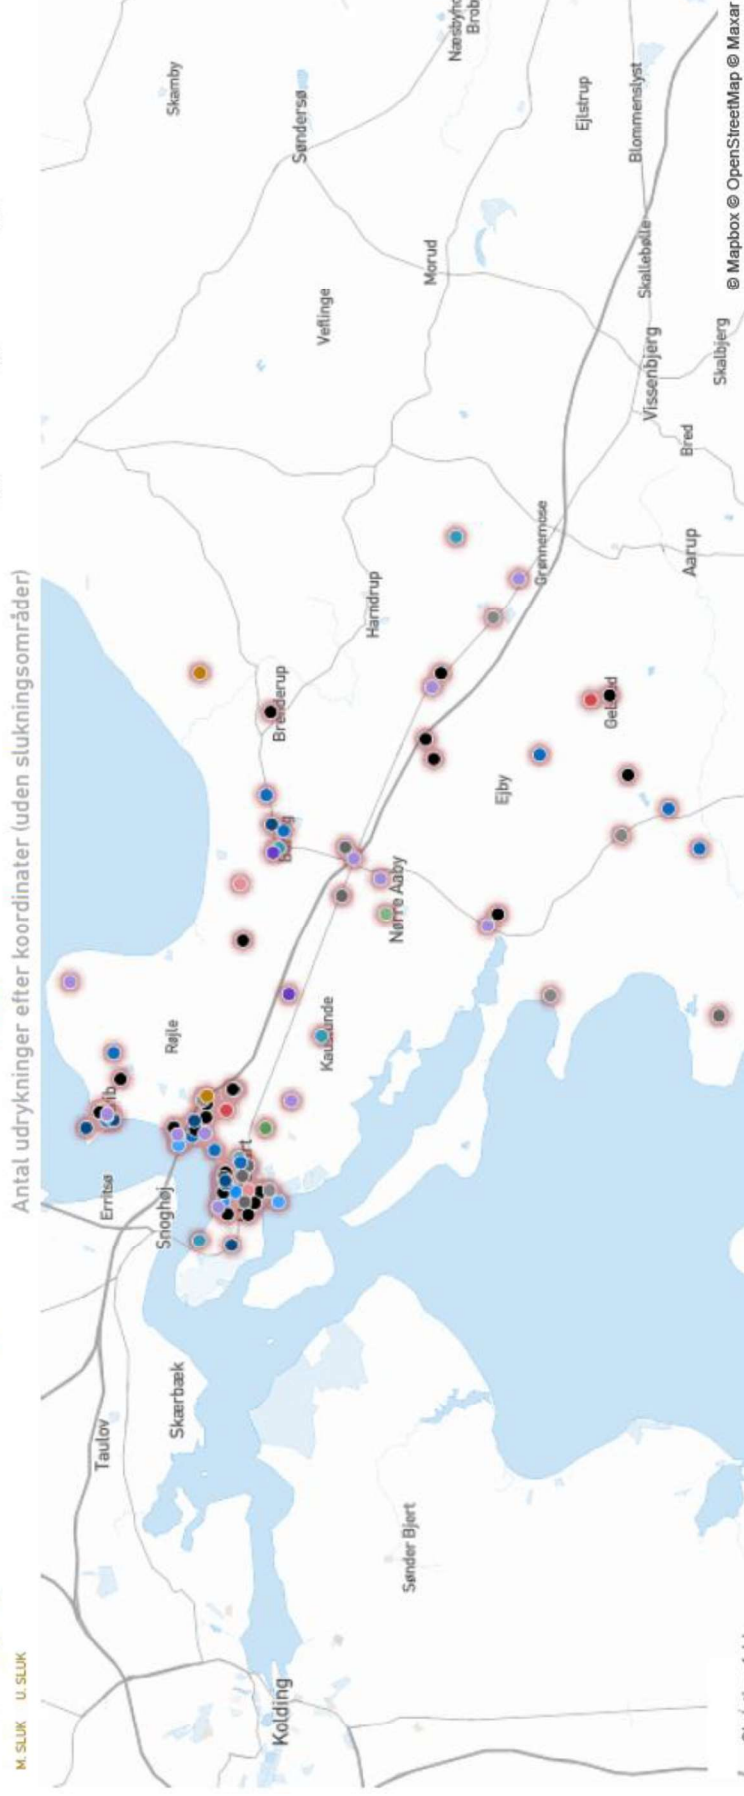 M. SLUK U. SLUK
Antal udrykninger efter koordinater (uden slukningsområder)
Skamby
Søndersø
Morud
Veflinge
Ejlstrup
Blommenslyst
Skallebølle
Vissenbjerg
Skalbjerg
Bred
Aarup
Grønnemose
Harndrup
Brenderup
Ejby
Nørre Aaby
Røjle
Erritsø
Snoghøj
Taulov
Skærbæk
Sønder Bjert
Kolding
© Mapbox © OpenStreetMap © Maxar